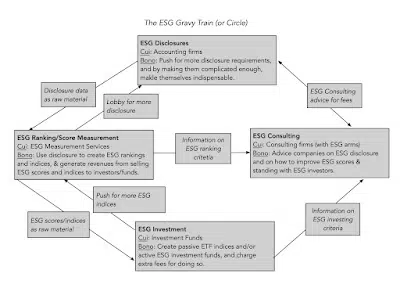 The ESG Gravy Train (or Circle)
ESG Disclosures
Cui: Accounting firms
Bono: Push for more disclosure requirements,
and by making them complicated enough,
make themselves indispensable.
Disclosure data
as raw material
Lobby for more
disclosure
ESG Consulting
advice for fees
ESG Ranking/Score Measurement
Cui: ESG Measurement Services
Bono: Use disclosure to create ESG rankings
and indices, & generate revenues from selling
ESG scores and indices to investors/funds.
Information on
ESG ranking
criteria
ESG Consulting
Cui: Consulting firms (with ESG arms)
Bono: Advice companies on ESG disclosure
and on how to improve ESG scores &
standing with ESG investors.
Push for more ESG
indices
ESG scores/indices
as raw material
Information on
ESG investing
criteria
ESG Investment
Cui: Investment Funds
Bono: Create passive ETF indices and/or
active ESG investment funds, and charge
extra fees for doing so.